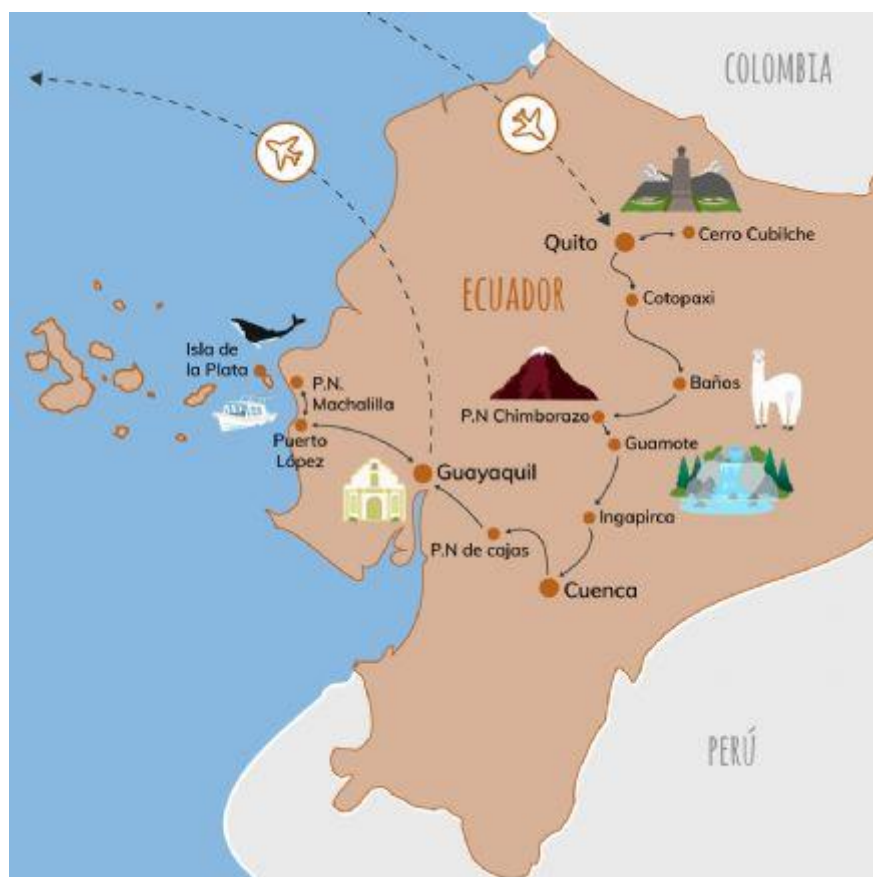 COLOMBIA
Quito
Cerro Cubilche
ECUADOR
Cotopaxi
Isla de
la Plata
P.N.
Machalilla
Baños
P.N Chimborazo
Puerto
López
Guamote
Guayaquil
Ingapirca
P.N de cajas
Cuenca
PERÚ